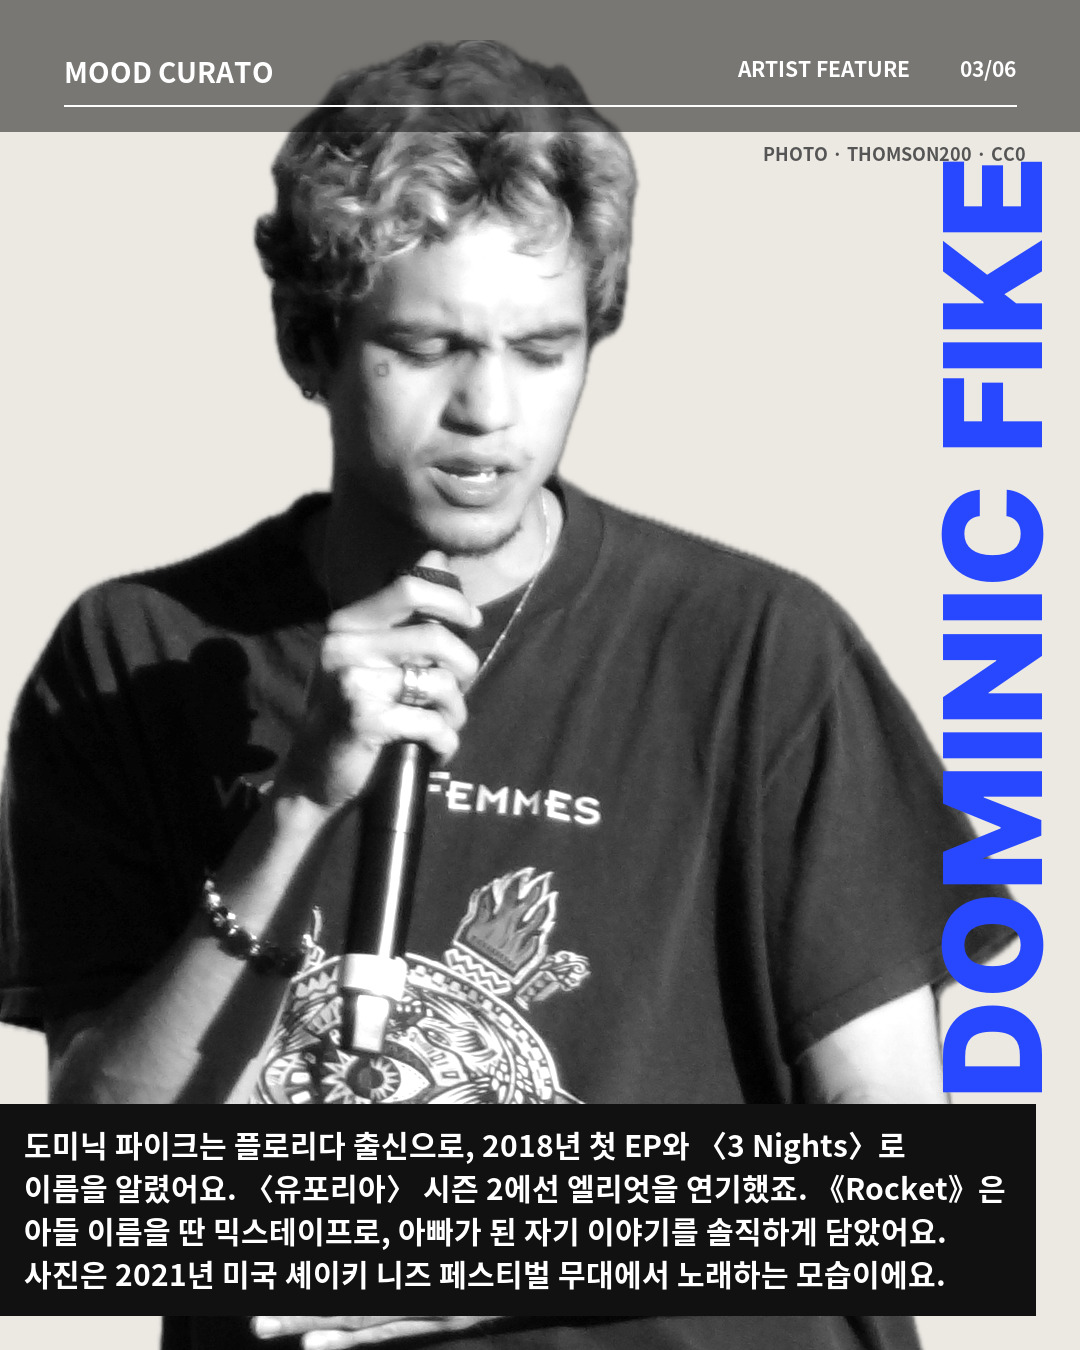 MOOD CURATO
ARTIST FEATURE 03/06
PHOTO · THOMSON200 · CC0
DOMINIC FIKE
FEMMES
도미닉 파이크는 플로리다 출신으로, 2018년 첫 EP와 〈3 Nights〉로
이름을 알렸어요. 〈유포리아〉 시즌 2에선 엘리엇을 연기했죠. 《Rocket》은
아들 이름을 딴 믹스테이프로, 아빠가 된 자기 이야기를 솔직하게 담았어요.
사진은 2021년 미국 셰이키 니즈 페스티벌 무대에서 노래하는 모습이에요.